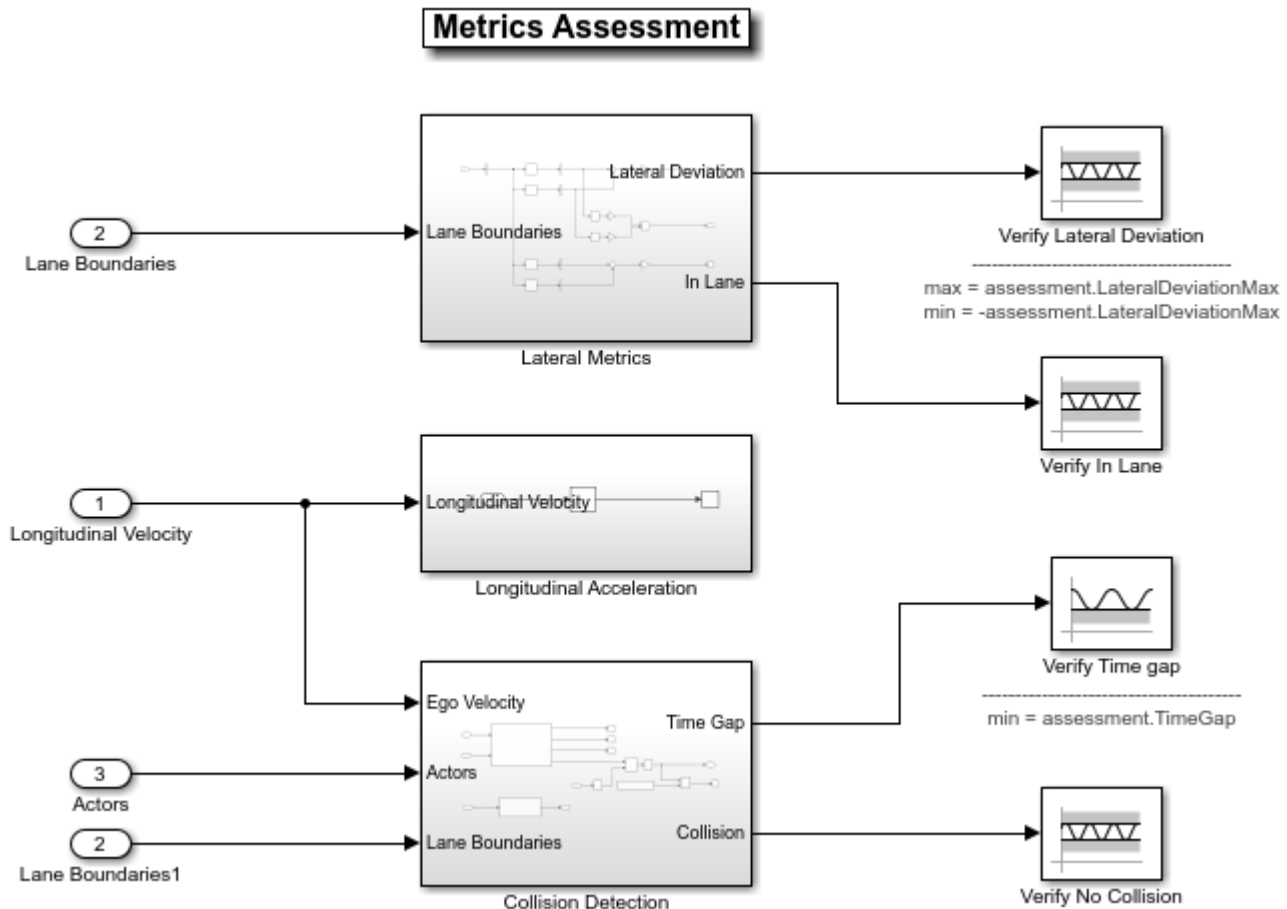 Metrics Assessment
2
Lane Boundaries
Lane Boundaries
Lateral Deviation
In Lane
Lateral Metrics
Verify Lateral Deviation
----------------------------------------
max = assessment.LateralDeviationMax
min = -assessment.LateralDeviationMax
Verify In Lane
1
Longitudinal Velocity
Longitudinal Velocity
Longitudinal Acceleration
Ego Velocity
Actors
Lane Boundaries
Time Gap
Collision
Collision Detection
3
Actors
2
Lane Boundaries1
Verify Time gap
----------------------------------------
min = assessment.TimeGap
Verify No Collision